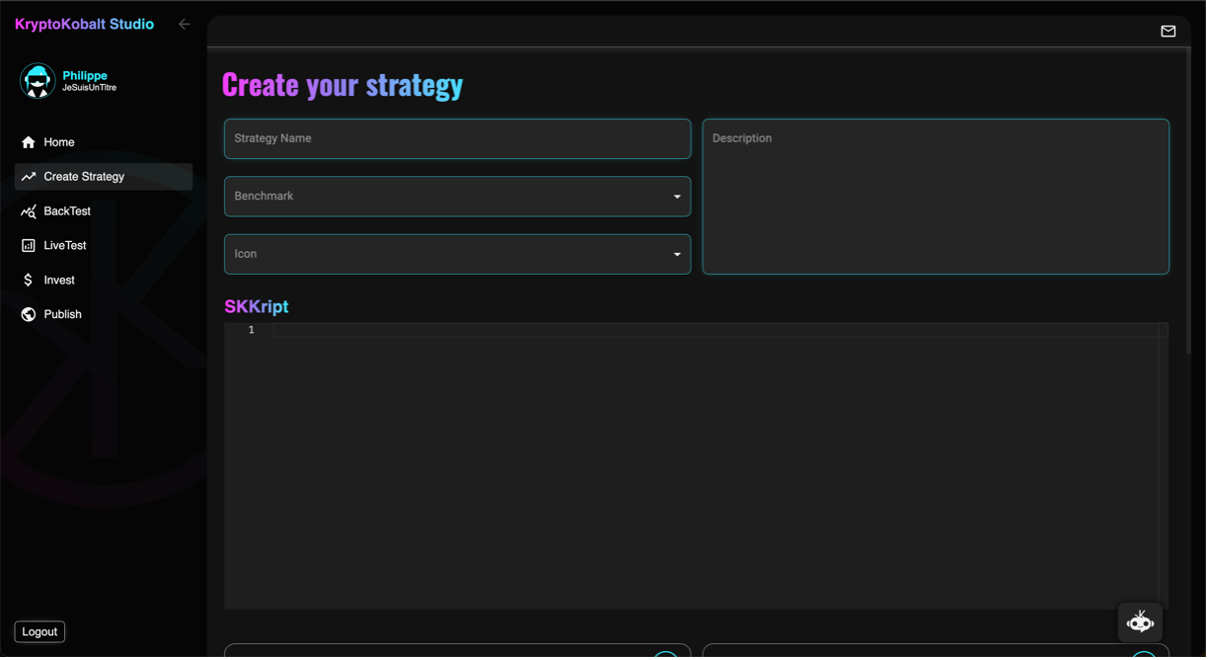 KryptoKobalt Studio
Philippe
JeSuisUnTitre
Home
Create Strategy
BackTest
LiveTest
Invest
Publish
Logout
Create your strategy
Strategy Name
Description
Benchmark
Icon
SKKript
1